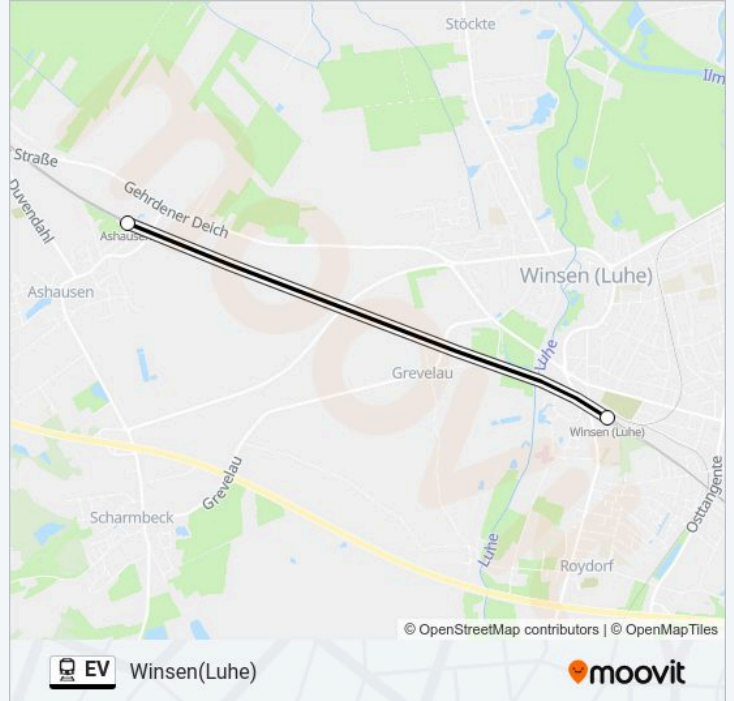 Stöckte
Ilm
Straße
Duvendahl
Gehrdener Deich
Ashausen
Winsen (Luhe)
Ashausen
Luhe
Grevelau
Winsen (Luhe)
Grevelau
Osttangente
Scharmbeck
Luhe
Roydorf
© OpenStreetMap contributors | © OpenMapTiles
EV Winsen(Luhe)
moovit